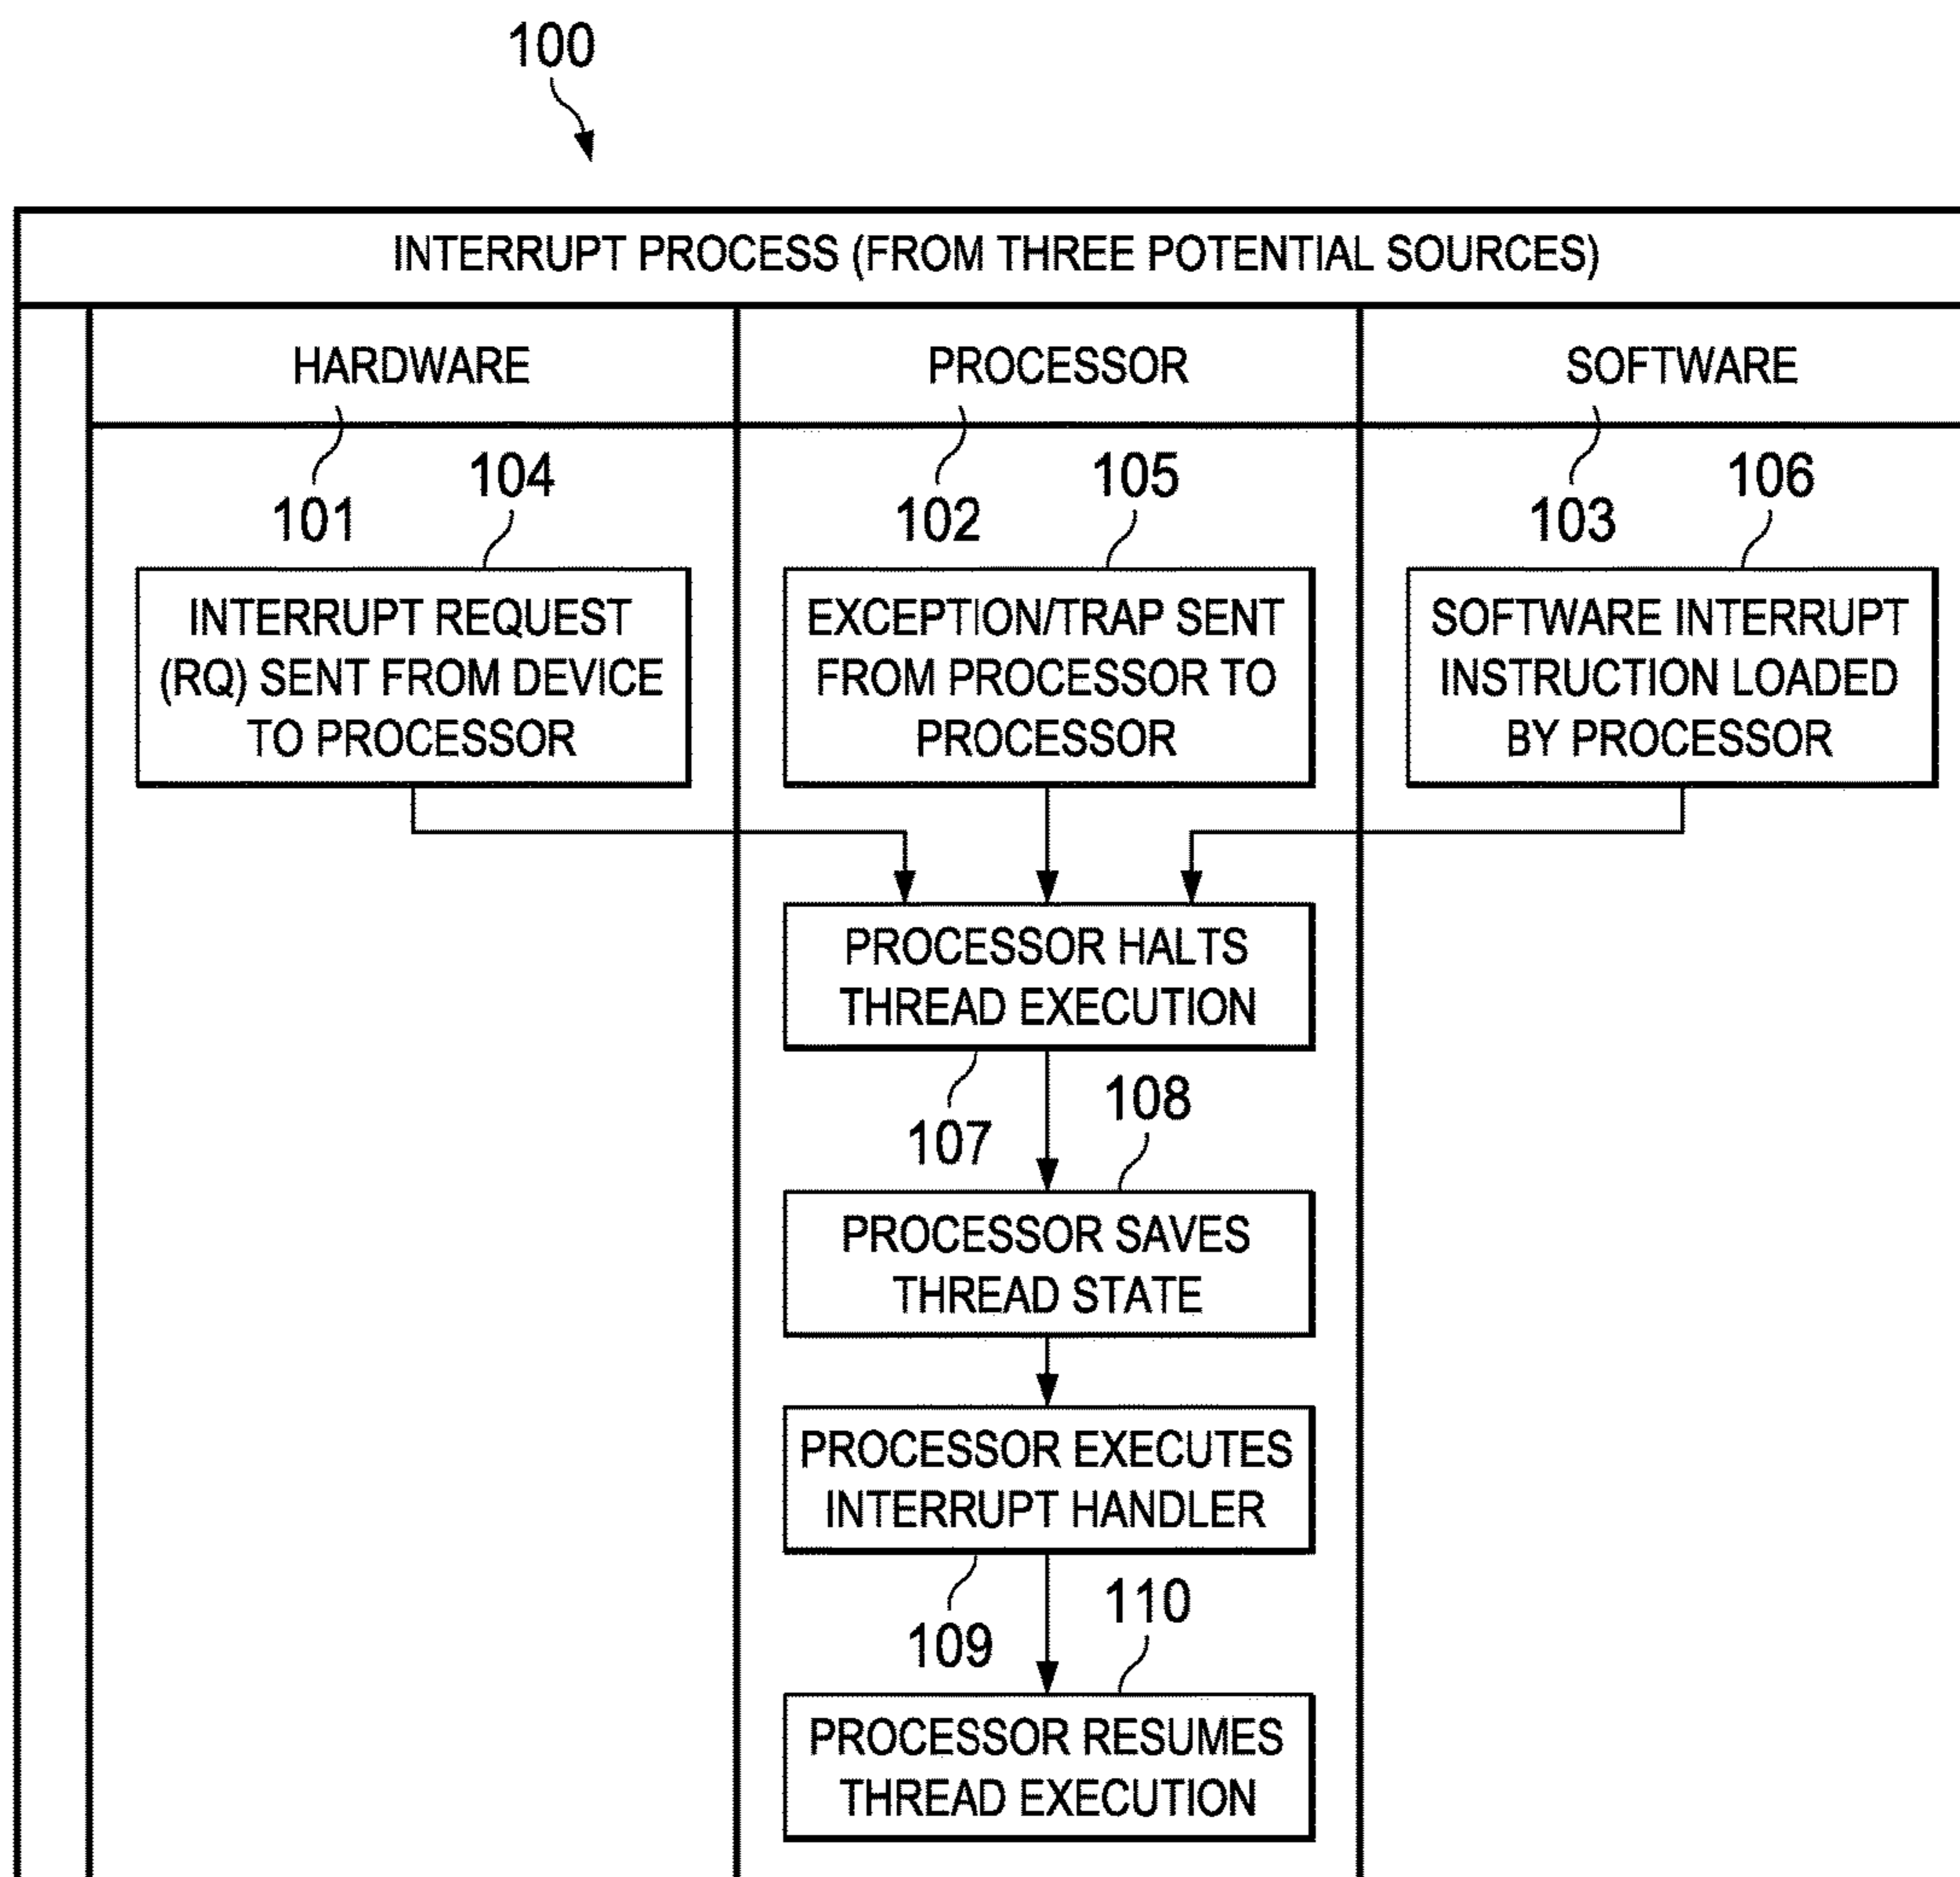 100
INTERRUPT PROCESS (FROM THREE POTENTIAL SOURCES)
HARDWARE
PROCESSOR
SOFTWARE
101
104
102
105
103
106
INTERRUPT REQUEST
(RQ) SENT FROM DEVICE
TO PROCESSOR
EXCEPTION/TRAP SENT
FROM PROCESSOR TO
PROCESSOR
SOFTWARE INTERRUPT
INSTRUCTION LOADED
BY PROCESSOR
PROCESSOR HALTS
THREAD EXECUTION
107
108
PROCESSOR SAVES
THREAD STATE
PROCESSOR EXECUTES
INTERRUPT HANDLER
109
110
PROCESSOR RESUMES
THREAD EXECUTION